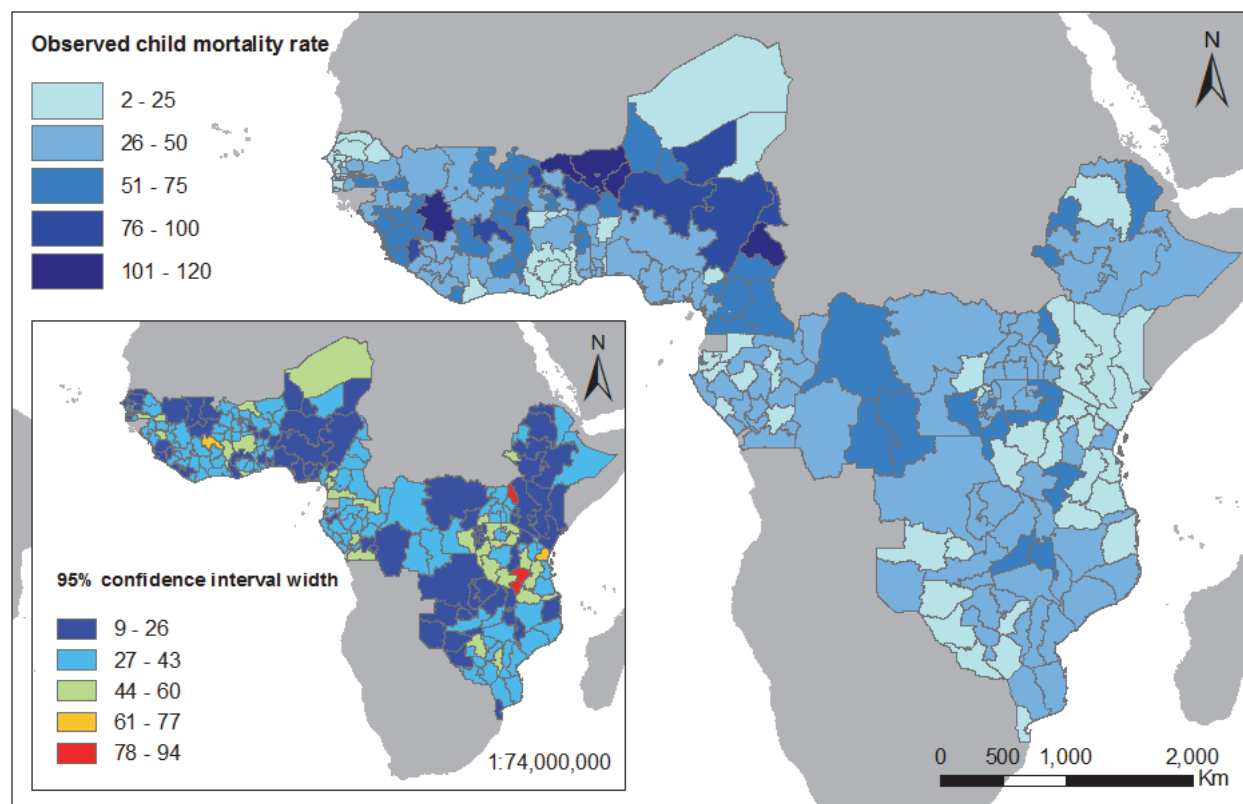 Observed child mortality rate
2 - 25
26 - 50
51 - 75
76 - 100
101 - 120
N
N
95% confidence interval width
9 - 26
27 - 43
44 - 60
61 - 77
78 - 94
1:74,000,000
0 500 1,000 2,000
Km